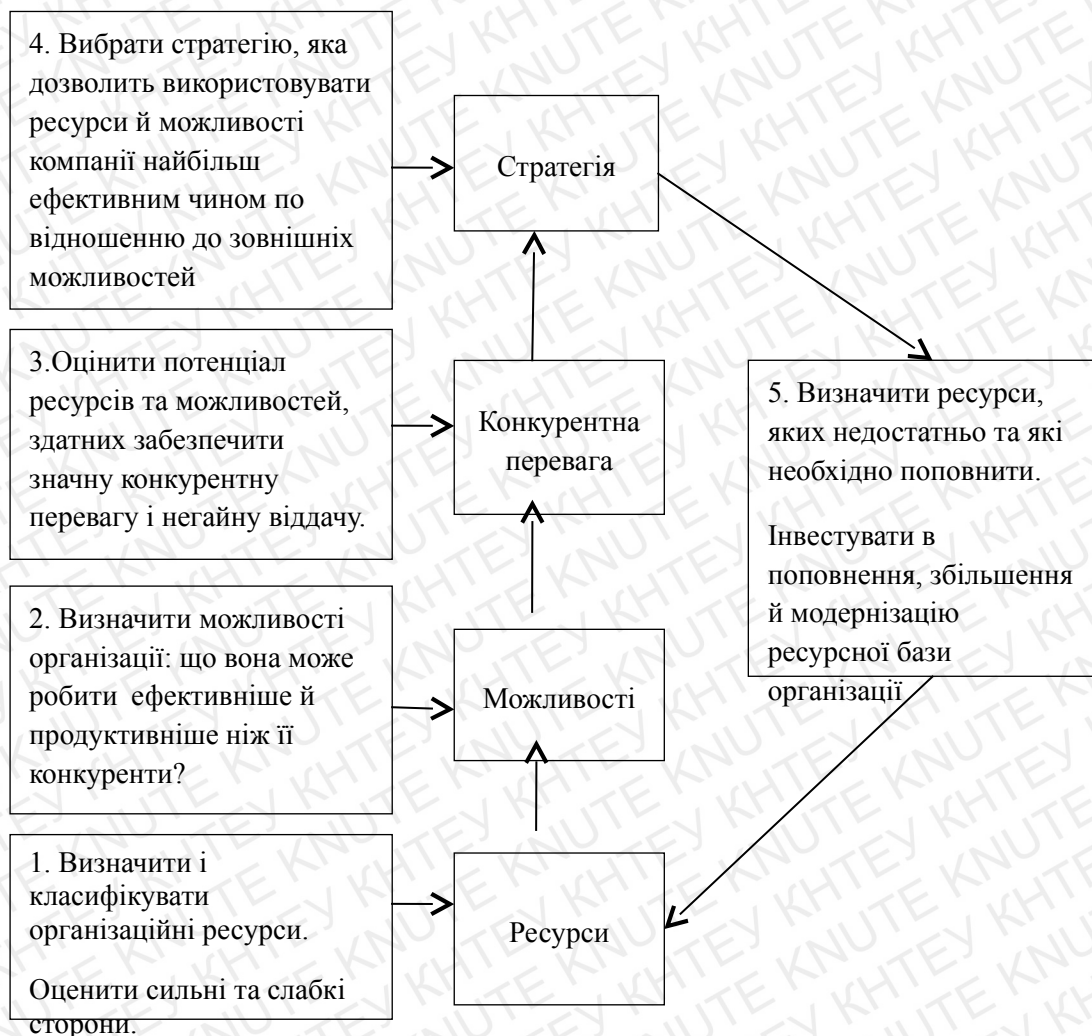 4. Вибрати стратегію, яка
дозволить використовувати
ресурси й можливості
компанії найбільш
ефективним чином по
відношенню до зовнішніх
можливостей
Стратегія
3.Оцінити потенціал
ресурсів та можливостей,
здатних забезпечити
значну конкурентну
перевагу і негайну віддачу.
Конкурентна
перевага
5. Визначити ресурси,
яких недостатньо та які
необхідно поповнити.
Інвестувати в
поповнення, збільшення
й модернізацію
ресурсної бази
організації
2. Визначити можливості
організації: що вона може
робити ефективніше й
продуктивніше ніж її
конкуренти?
Можливості
1. Визначити і
класифікувати
організаційні ресурси.
Оценити сильні та слабкі
сторони.
Ресурси